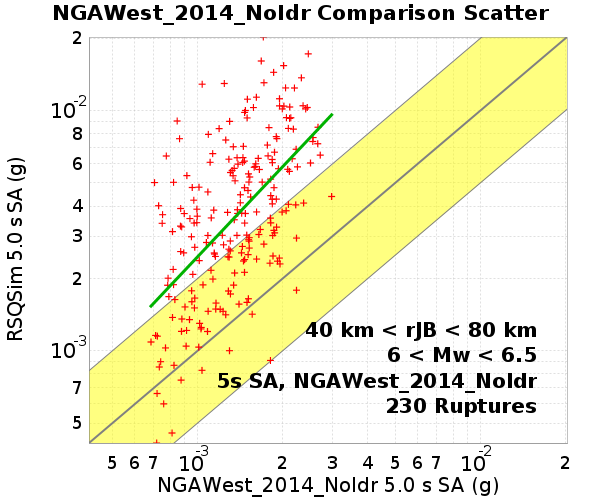 NGAWest_2014_NoIdr Comparison Scatter
RSQSim 5.0 s SA (g)
2
10-2
8
6
4
3
2
10-3
7
5
40 km < rJB < 80 km
6 < Mw < 6.5
5s SA, NGAWest_2014_NoIdr
230 Ruptures
5 6 7 10-3 2 3 4 5 6 7 10-2 2
NGAWest_2014_NoIdr 5.0 s SA (g)